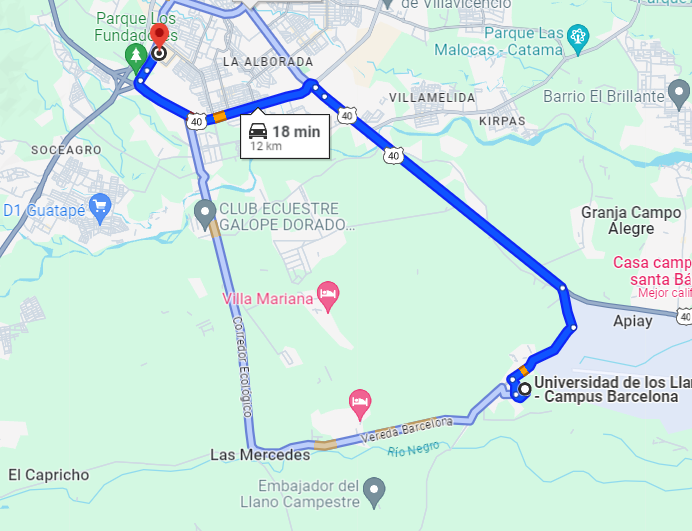 de Villavicencio
Parque Los
Fundadores
Parque Las
Malocas - Catama
LA ALBORADA
VILLAMELIDA
Barrio El Brillante
40
40
KIRPAS
18 min
12 km
SOCEAGRO
40
D1 Guatapé
CLUB ECUESTRE
GALOPE DORADO...
Granja Campo
Alegre
Casa camp
santa Bá
Mejor calif
Villa Mariana
40
Apiay
Corredor Ecológico
Universidad de los Llan
- Campus Barcelona
Vereda Barcelona
Río Negro
Las Mercedes
El Capricho
Embajador del
Llano Campestre